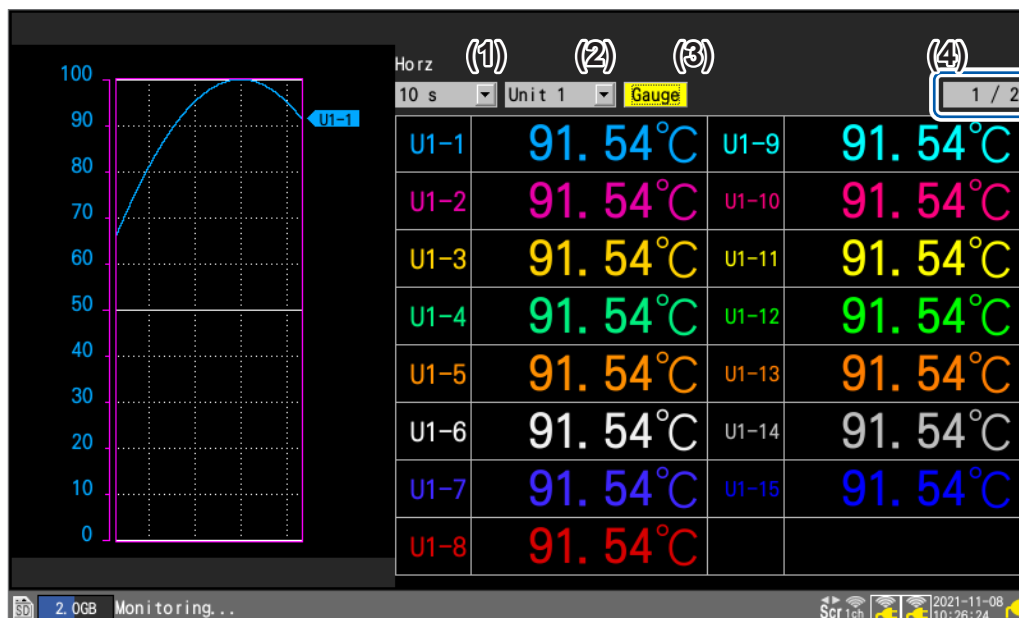 (1) (2) (3) (4)
Horz
10 s Unit 1 Gauge 1 / 2
100
90
80
70
60
50
40
30
20
10
0
U1-1
U1-1 91.54°C U1-9 91.54°C
U1-2 91.54°C U1-10 91.54°C
U1-3 91.54°C U1-11 91.54°C
U1-4 91.54°C U1-12 91.54°C
U1-5 91.54°C U1-13 91.54°C
U1-6 91.54°C U1-14 91.54°C
U1-7 91.54°C U1-15 91.54°C
U1-8 91.54°C
SD 2.0GB Monitoring...
Scr 1ch 2021-11-08
10:26:24